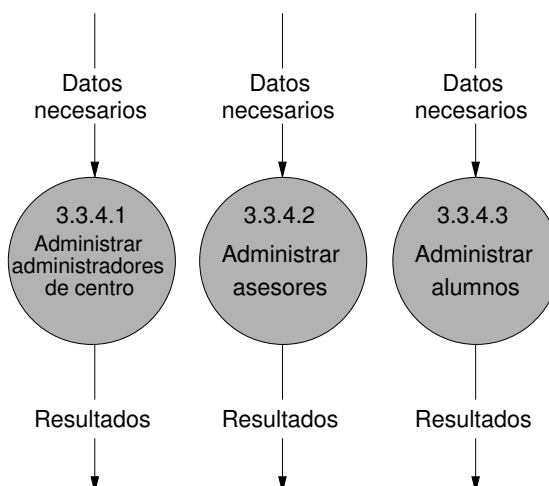 Datos
necesarios
Datos
necesarios
Datos
necesarios
3.3.4.1
Administrar
administradores
de centro
3.3.4.2
Administrar
asesores
3.3.4.3
Administrar
alumnos
Resultados
Resultados
Resultados